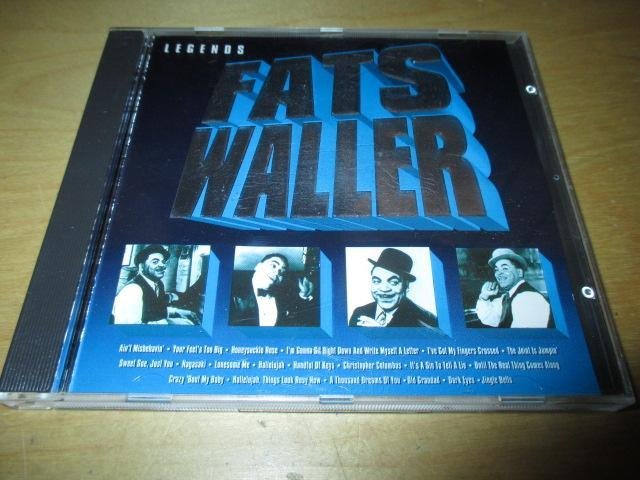 LEGENDS
FATS
WALLER
Ain't Misbehavin' • Your Feet's Too Big • Honeysuckle Rose • I'm Gonna Sit Right Down And Write Myself A Letter • I've Got My Fingers Crossed • The Joint Is Jumpin'
Sweet Sue, Just You • Nagasaki • Lonesome Me • Hallelujah • Handful Of Keys • Christopher Columbus • It's A Sin To Tell A Lie • Until The Real Thing Comes Along
Crazy 'Bout My Baby • Hallelujah, Things Look Rosy Now • A Thousand Dreams Of You • Old Grandad • Dark Eyes • Jingle Bells